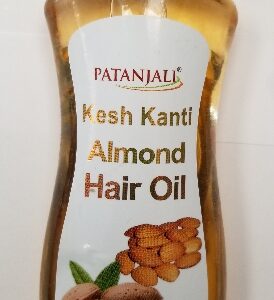 PATANJALI®
Kesh Kanti
Almond
Hair Oil